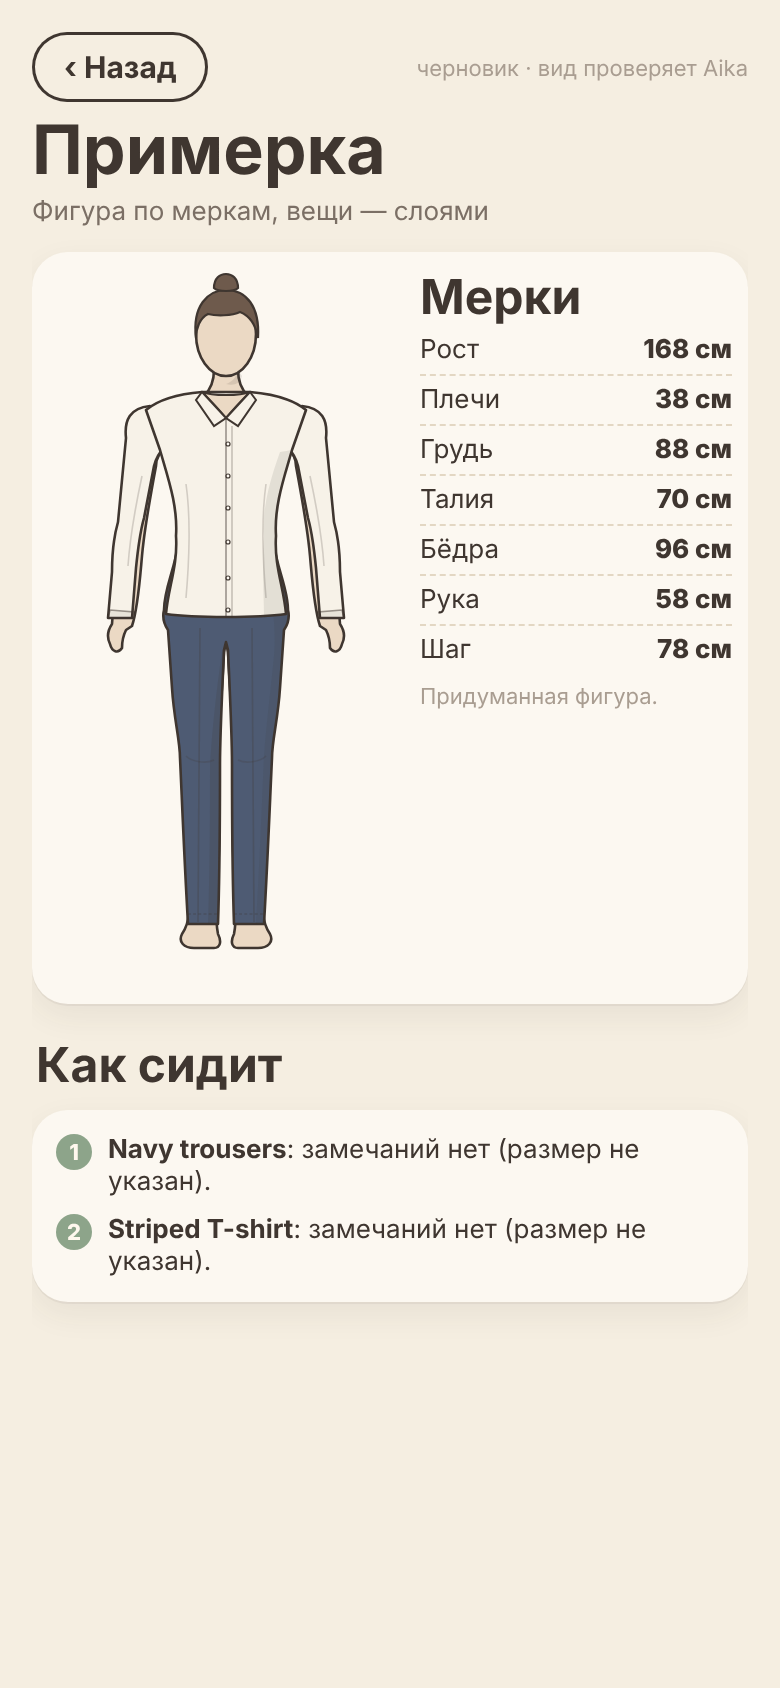 ‹ Назад
черновик · вид проверяет Aika
Примерка
Фигура по меркам, вещи — слоями
Мерки
Рост 168 см
Плечи 38 см
Грудь 88 см
Талия 70 см
Бёдра 96 см
Рука 58 см
Шаг 78 см
Придуманная фигура.
Как сидит
1 Navy trousers: замечаний нет (размер не
указан).
2 Striped T-shirt: замечаний нет (размер не
указан).